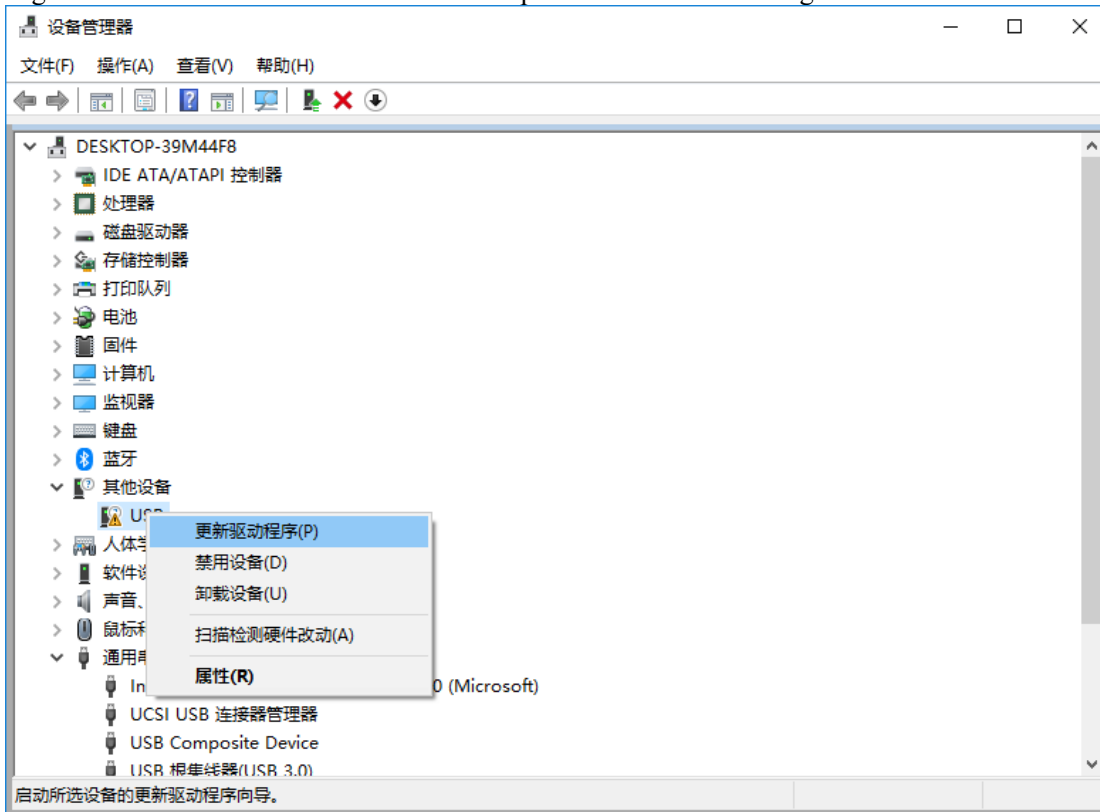 设备管理器
文件(F) 操作(A) 查看(V) 帮助(H)
DESKTOP-39M44F8
IDE ATA/ATAPI 控制器
处理器
磁盘驱动器
存储控制器
打印队列
电池
固件
计算机
监视器
键盘
蓝牙
其他设备
更新驱动程序(P)
禁用设备(D)
卸载设备(U)
扫描检测硬件改动(A)
属性(R)
人体学
软件设
声音、
鼠标和
通用串
In
0 (Microsoft)
UCSI USB 连接器管理器
USB Composite Device
USB 根集线器(USB 3.0)
启动所选设备的更新驱动程序向导。